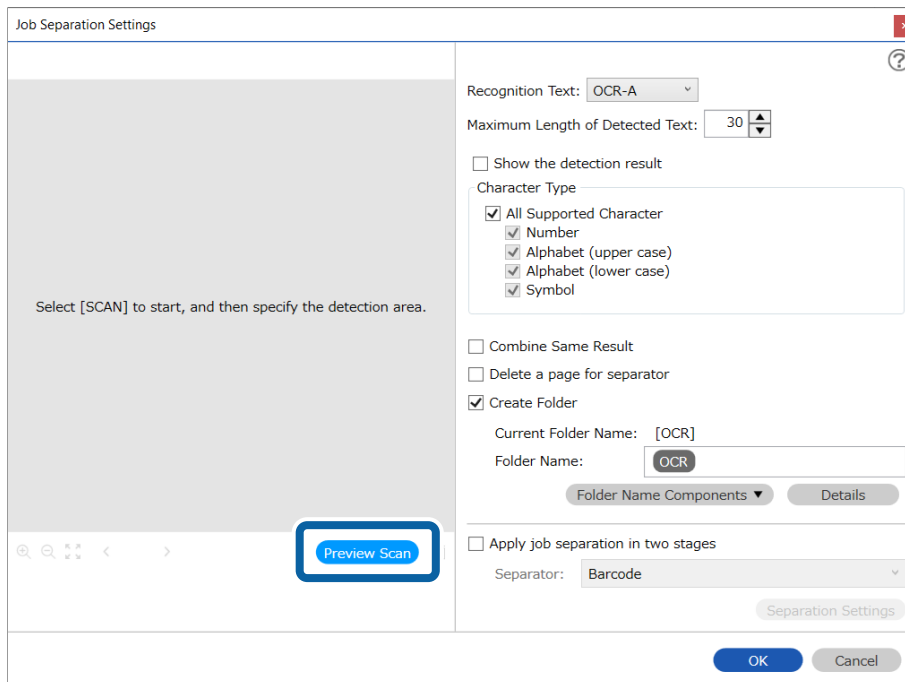 Job Separation Settings
Recognition Text: OCR-A
Maximum Length of Detected Text: 30
Show the detection result
Character Type
All Supported Character
Number
Alphabet (upper case)
Alphabet (lower case)
Symbol
Select [SCAN] to start, and then specify the detection area.
Combine Same Result
Delete a page for separator
Create Folder
Current Folder Name: [OCR]
Folder Name: OCR
Folder Name Components ▼ Details
Preview Scan
Apply job separation in two stages
Separator: Barcode
Separation Settings
OK Cancel